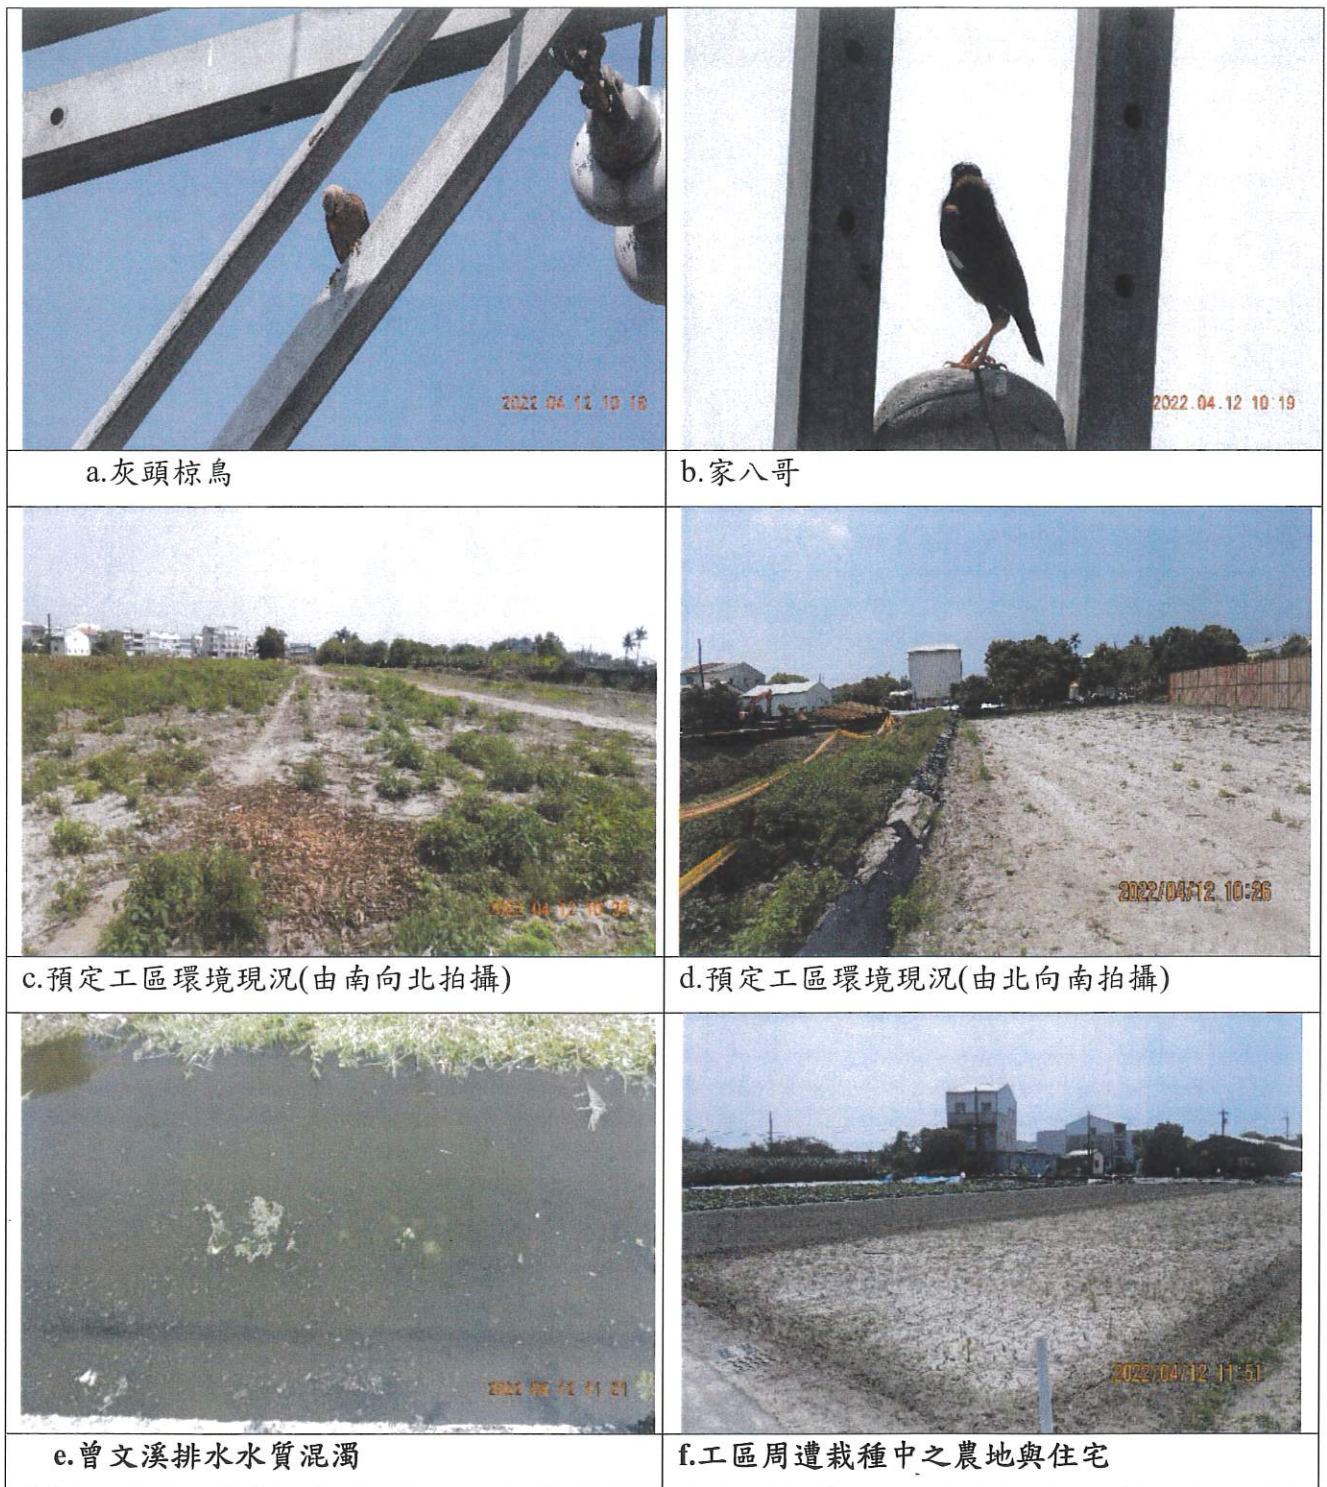 2022 04 12 10 18
2022.04.12 10 19
a.灰頭椋鳥
b.家八哥
2022/04/12 10:26
c.預定工區環境現況(由南向北拍攝)
d.預定工區環境現況(由北向南拍攝)
2022/04/12 11:51
e.曾文溪排水水質混濁
f.工區周遭栽種中之農地與住宅